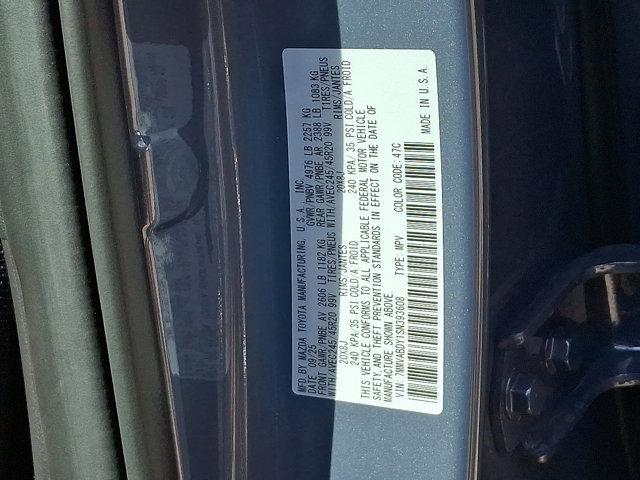 MFD. BY MAZDA TOYOTA MANUFACTURING, U.S.A. INC.
DATE 09/25 GVWR/PNBV 4976 LB 2257 KG
FRONT GAWR/PNBE AV 2606 LB 1182 KG REAR GAWR/PNBE AR 2388 LB 1083 KG
WITH/AVEC245/45R20 99V TIRES/PNEUS WITH/AVEC245/45R20 99V TIRES/PNEUS
20X8J RIMS/JANTES 20X8J RIMS/JANTES
240 KPA/35 PSI COLD/A FROID 240 KPA/35 PSI COLD/A FROID
THIS VEHICLE CONFORMS TO ALL APPLICABLE FEDERAL MOTOR VEHICLE
SAFETY AND THEFT PREVENTION STANDARDS IN EFFECT ON THE DATE OF
MANUFACTURE SHOWN ABOVE.
VIN: 7MMVABDY1SN393608 TYPE: MPV COLOR CODE: 47C
MADE IN U.S.A.